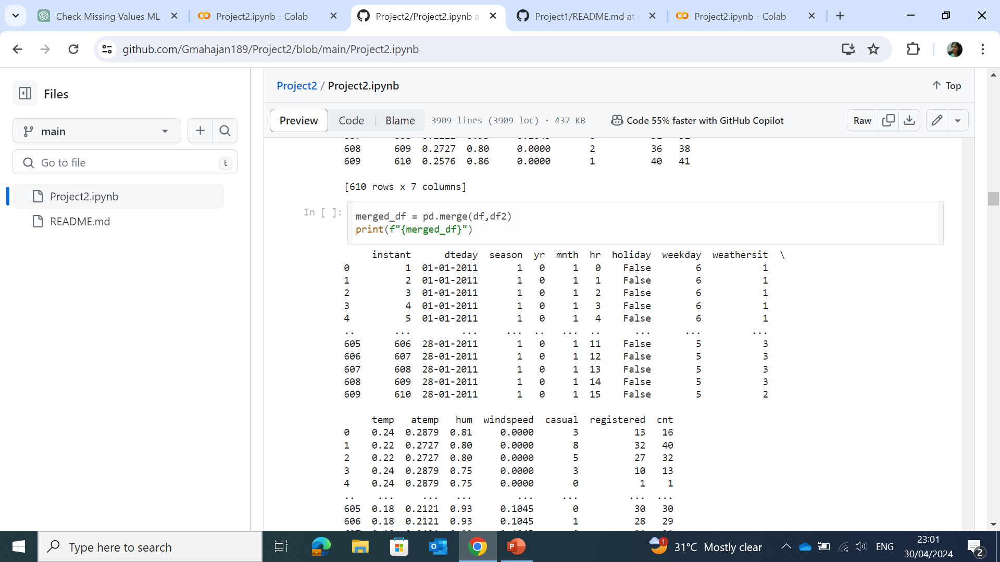 Check Missing Values ML
Project2.ipynb - Colab
Project2/Project2.ipynb a
Project1/README.md at
Project2.ipynb - Colab
github.com/Gmahajan189/Project2/blob/main/Project2.ipynb
Files
main
Go to file
t
Project2.ipynb
README.md
Project2 / Project2.ipynb
Top
Preview Code Blame 3909 lines (3909 loc) · 437 KB Code 55% faster with GitHub Copilot Raw
608 609 0.2727 0.80 0.0000 2 36 38
609 610 0.2576 0.86 0.0000 1 40 41
[610 rows x 7 columns]
In [ ]:
merged_df = pd.merge(df,df2)
print(f"{merged_df}")
instant dteday season yr mnth hr holiday weekday weathersit \
0 1 01-01-2011 1 0 1 0 False 6 1
1 2 01-01-2011 1 0 1 1 False 6 1
2 3 01-01-2011 1 0 1 2 False 6 1
3 4 01-01-2011 1 0 1 3 False 6 1
4 5 01-01-2011 1 0 1 4 False 6 1
.. ... ... ... .. ... .. ... ... ...
605 606 28-01-2011 1 0 1 11 False 5 3
606 607 28-01-2011 1 0 1 12 False 5 3
607 608 28-01-2011 1 0 1 13 False 5 3
608 609 28-01-2011 1 0 1 14 False 5 3
609 610 28-01-2011 1 0 1 15 False 5 2
temp atemp hum windspeed casual registered cnt
0 0.24 0.2879 0.81 0.0000 3 13 16
1 0.22 0.2727 0.80 0.0000 8 32 40
2 0.22 0.2727 0.80 0.0000 5 27 32
3 0.24 0.2879 0.75 0.0000 3 10 13
4 0.24 0.2879 0.75 0.0000 0 1 1
.. ... ... ... ... ... ... ...
605 0.18 0.2121 0.93 0.1045 0 30 30
606 0.18 0.2121 0.93 0.1045 1 28 29
Type here to search
1
31°C Mostly clear
ENG
23:01
30/04/2024
2